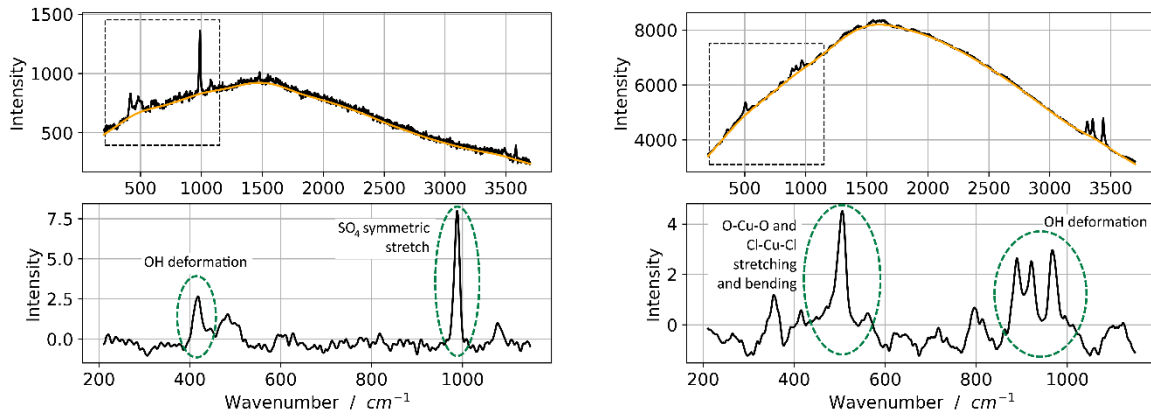 1500
1000
500
Intensity
500 1000 1500 2000 2500 3000 3500
8000
6000
4000
Intensity
500 1000 1500 2000 2500 3000 3500
7.5
5.0
2.5
0.0
Intensity
SO₄ symmetric
stretch
OH deformation
200 400 600 800 1000
Wavenumber / cm⁻¹
4
2
0
Intensity
O-Cu-O and
Cl-Cu-Cl
stretching
and bending
OH deformation
200 400 600 800 1000
Wavenumber / cm⁻¹